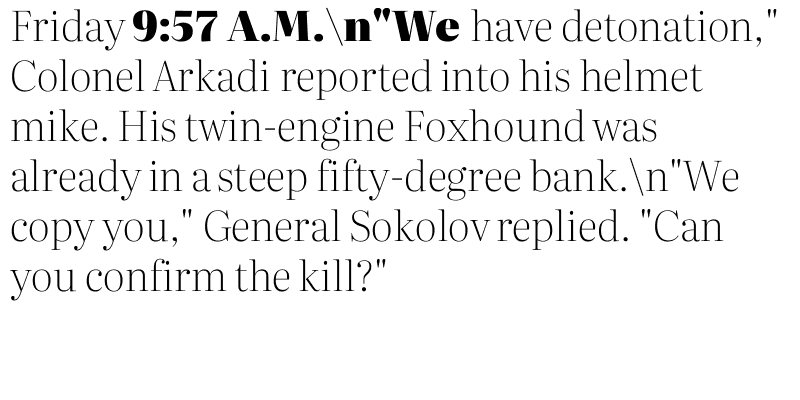 Friday 9:57 A.M.\n"We have detonation,"
Colonel Arkadi reported into his helmet
mike. His twin-engine Foxhound was
already in a steep fifty-degree bank.\n"We
copy you," General Sokolov replied. "Can
you confirm the kill?"